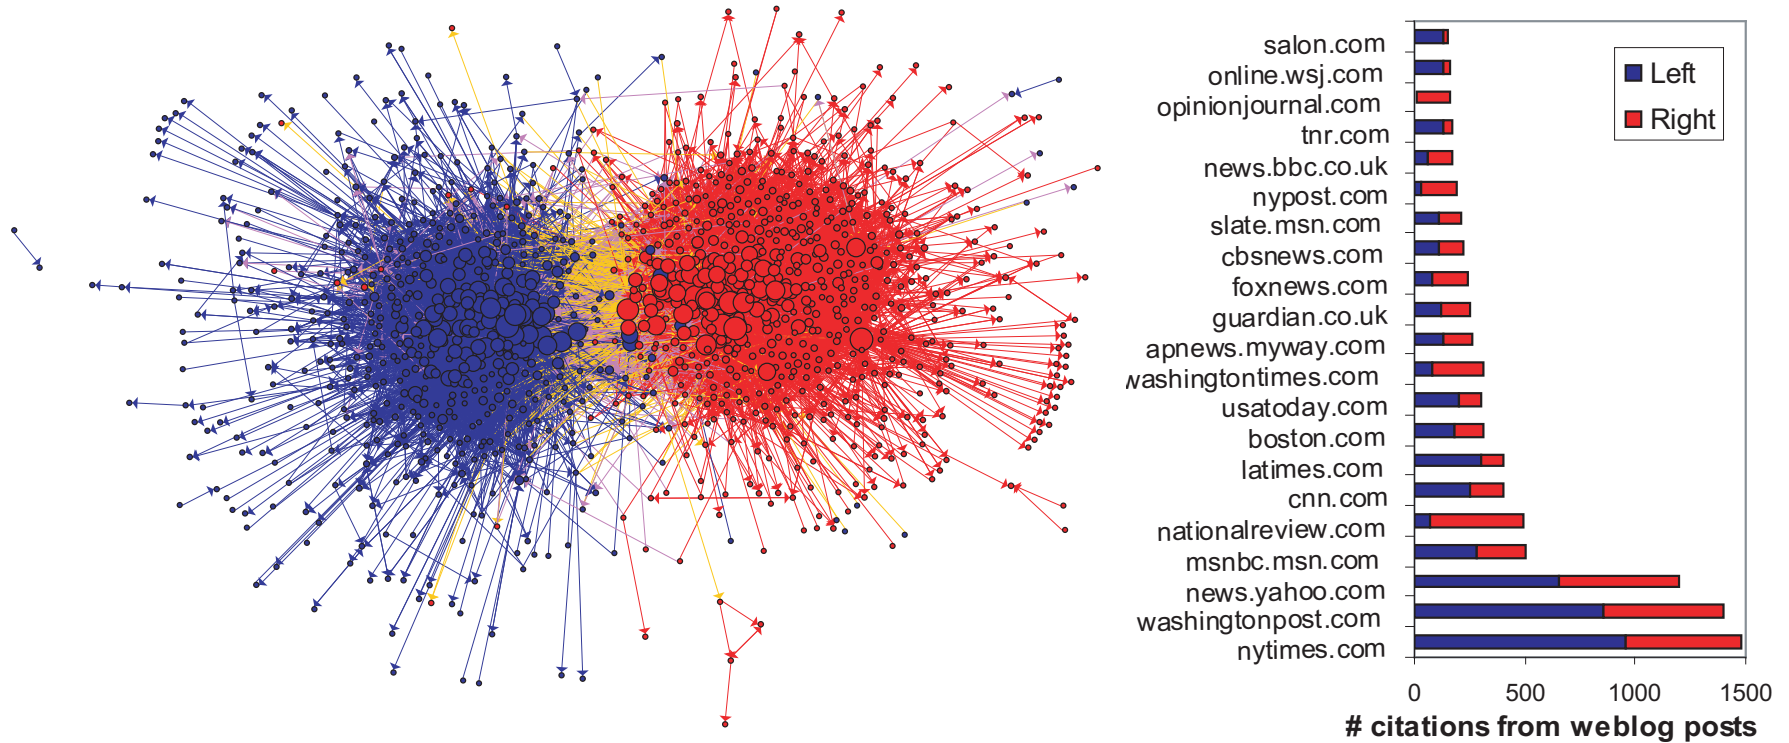 salon.com
online.wsj.com
opinionjournal.com
tnr.com
news.bbc.co.uk
nypost.com
slate.msn.com
cbsnews.com
foxnews.com
guardian.co.uk
apnews.myway.com
washingtontimes.com
usatoday.com
boston.com
latimes.com
cnn.com
nationalreview.com
msnbc.msn.com
news.yahoo.com
washingtonpost.com
nytimes.com
Left
Right
0 500 1000 1500
# citations from weblog posts